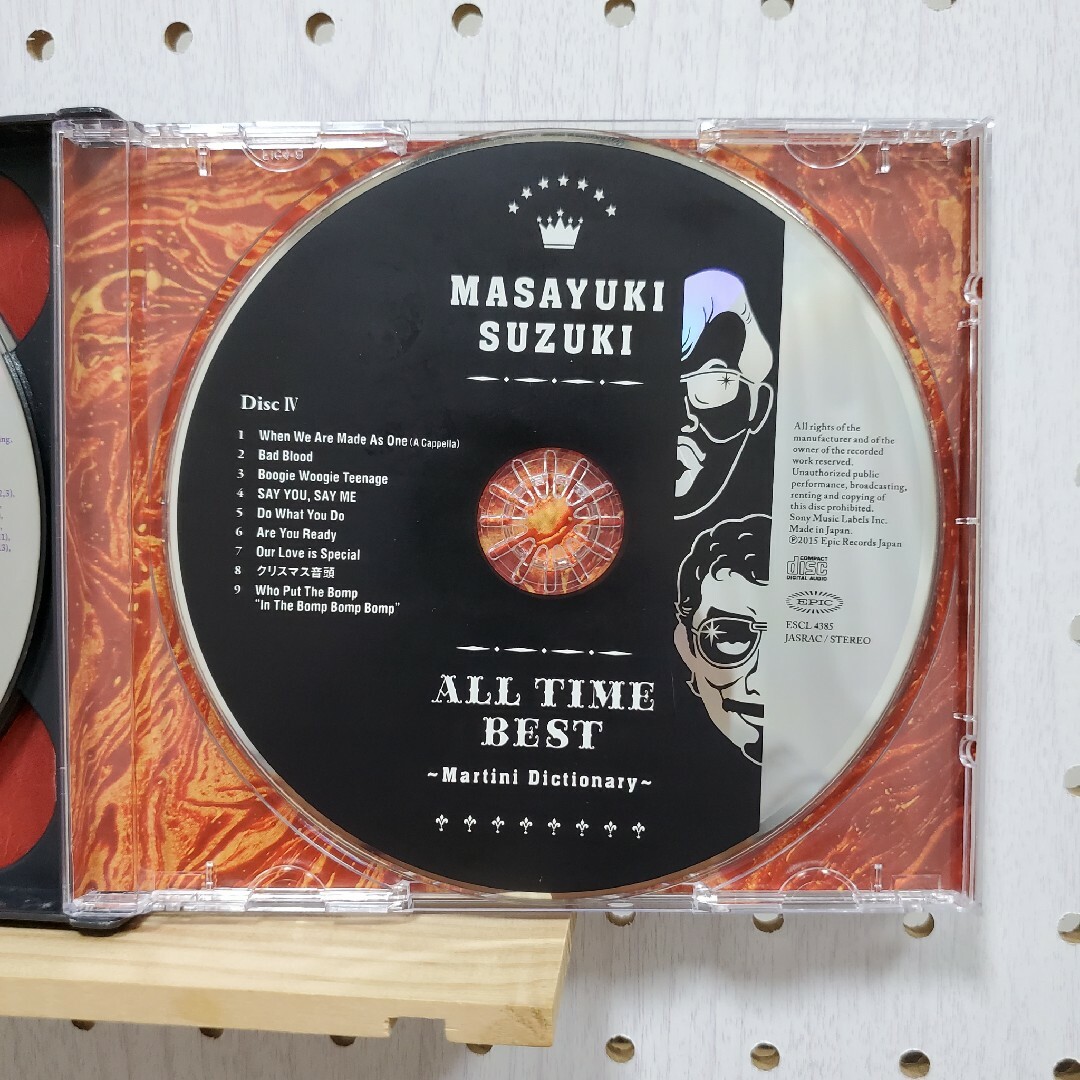 MASAYUKI
SUZUKI
Disc Ⅳ
1 When We Are Made As One (A Cappella)
2 Bad Blood
3 Boogie Woogie Teenage
4 SAY YOU, SAY ME
5 Do What You Do
6 Are You Ready
7 Our Love is Special
8 クリスマス音頭
9 Who Put The Bomp
"In The Bomp Bomp Bomp"
ALL TIME
BEST
~Martini Dictionary~
All rights of the
manufacturer and of the
owner of the recorded
work reserved.
Unauthorized public
performance, broadcasting,
renting and copying of
this disc prohibited.
Sony Music Labels Inc.
Made in Japan.
℗2015 Epic Records Japan
COMPACT
disc
DIGITAL AUDIO
EPIC
ESCL 4385
JASRAC / STEREO